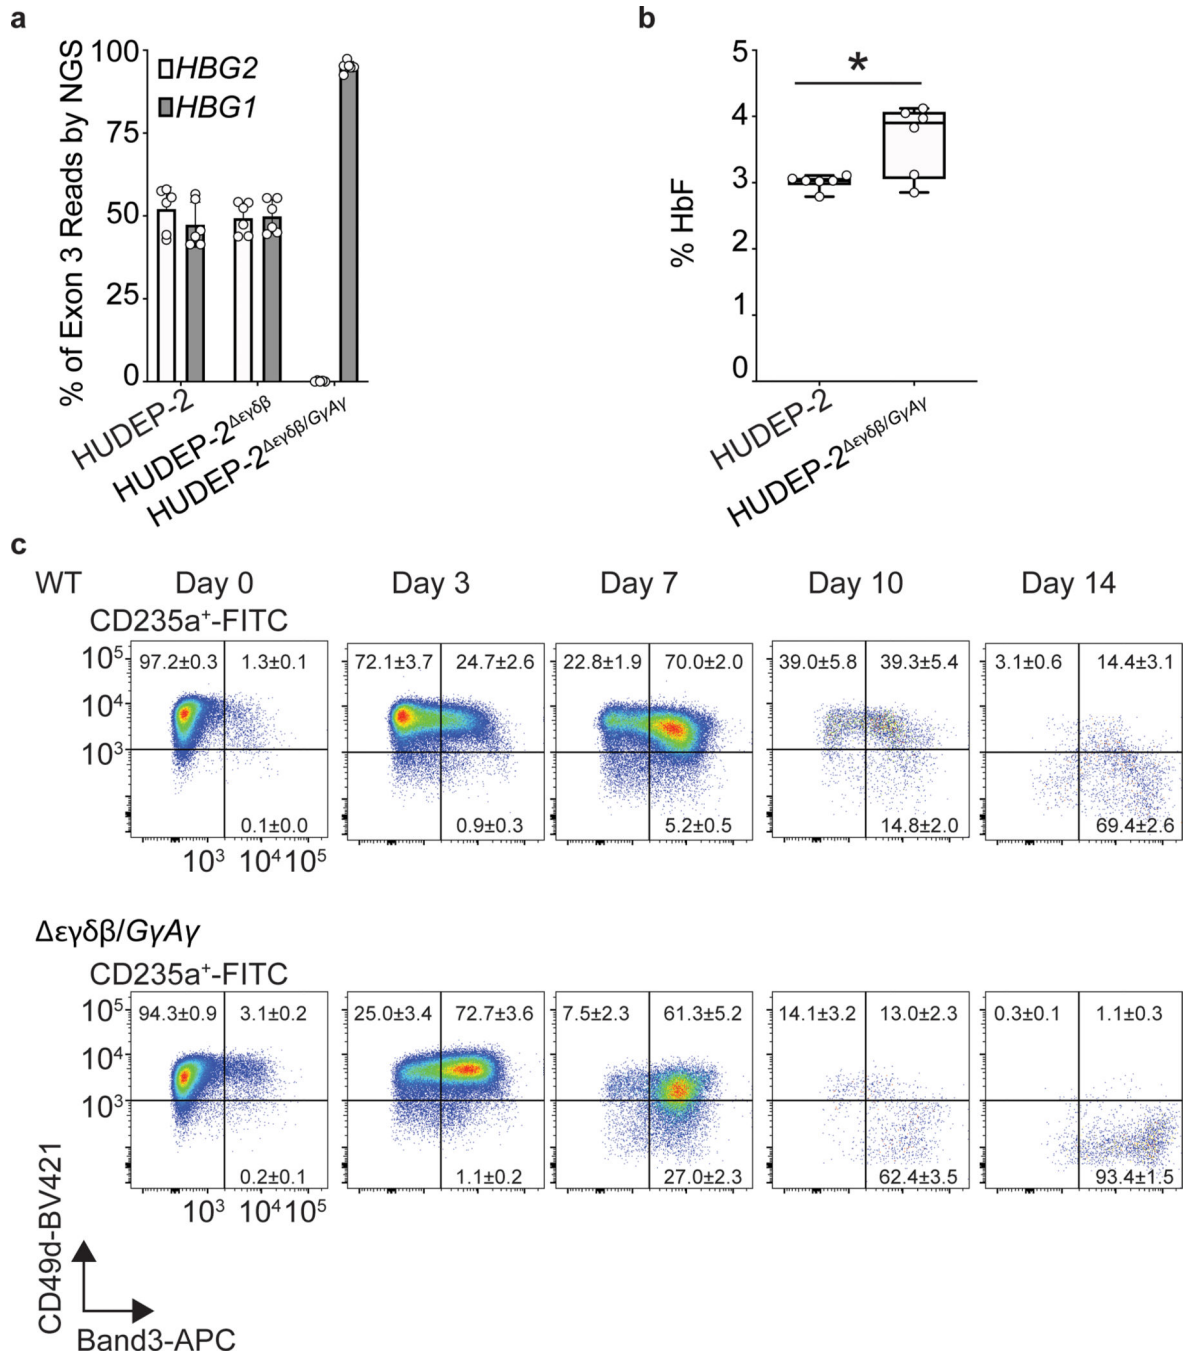 a
% of Exon 3 Reads by NGS
100
75
50
25
0
HBG2
HBG1
HUDEP-2
HUDEP-2Δεγδβ
HUDEP-2Δεγδβ/GγAγ
b
% HbF
5
4
3
2
1
0
*
HUDEP-2
HUDEP-2Δεγδβ/GγAγ
c
WT Day 0 Day 3 Day 7 Day 10 Day 14
CD235a⁺-FITC
10⁵ 97.2±0.3 1.3±0.1 72.1±3.7 24.7±2.6 22.8±1.9 70.0±2.0 39.0±5.8 39.3±5.4 3.1±0.6 14.4±3.1
10⁴
10³
0.1±0.0 0.9±0.3 5.2±0.5 14.8±2.0 69.4±2.6
10³ 10⁴ 10⁵
Δεγδβ/GγAγ
CD235a⁺-FITC
10⁵ 94.3±0.9 3.1±0.2 25.0±3.4 72.7±3.6 7.5±2.3 61.3±5.2 14.1±3.2 13.0±2.3 0.3±0.1 1.1±0.3
10⁴
10³
0.2±0.1 1.1±0.2 27.0±2.3 62.4±3.5 93.4±1.5
10³ 10⁴ 10⁵
CD49d-BV421
Band3-APC